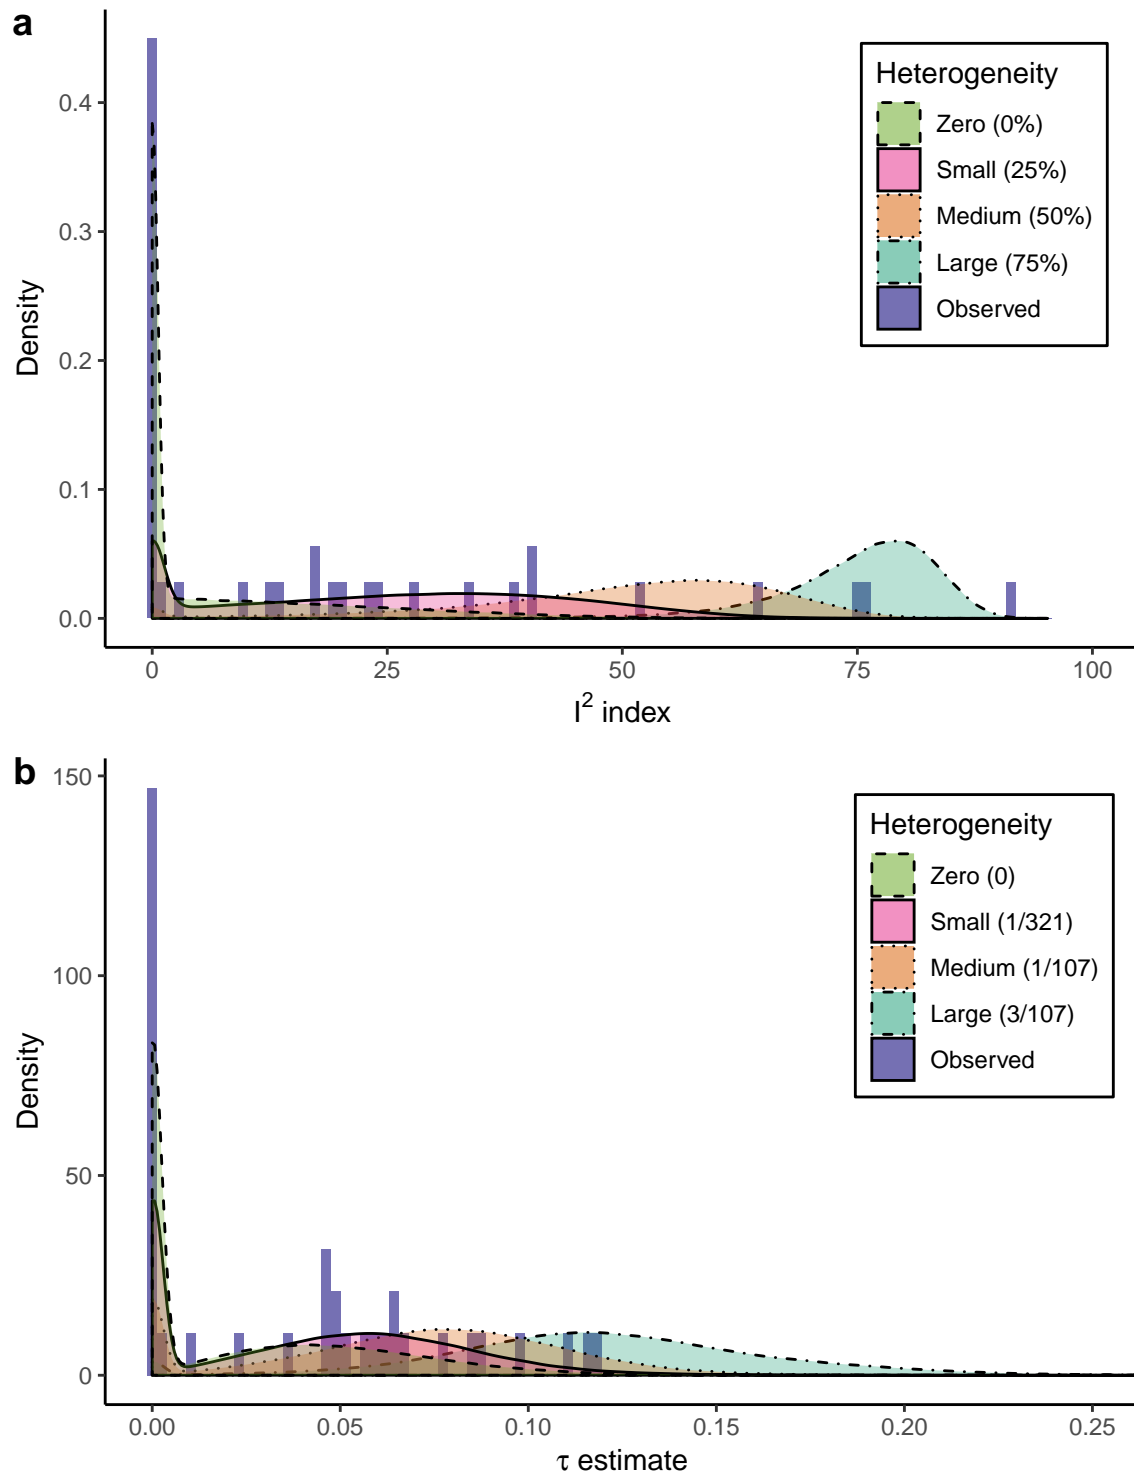 a
Density
0.4
0.3
0.2
0.1
0.0
0
25
50
75
100
I² index
Heterogeneity
Zero (0%)
Small (25%)
Medium (50%)
Large (75%)
Observed
b
Density
150
100
50
0
0.00
0.05
0.10
0.15
0.20
0.25
τ estimate
Heterogeneity
Zero (0)
Small (1/321)
Medium (1/107)
Large (3/107)
Observed